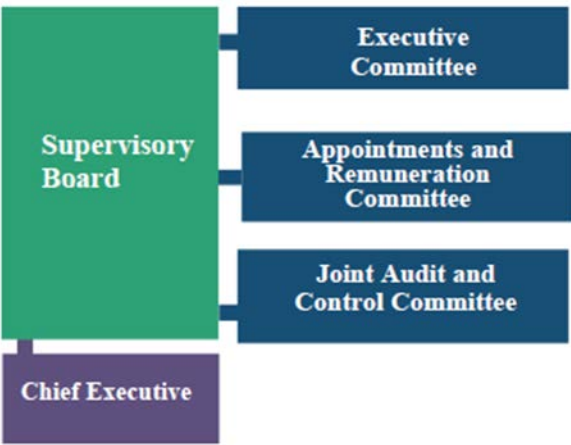 Supervisory
Board
Executive
Committee
Appointments and
Remuneration
Committee
Joint Audit and
Control Committee
Chief Executive